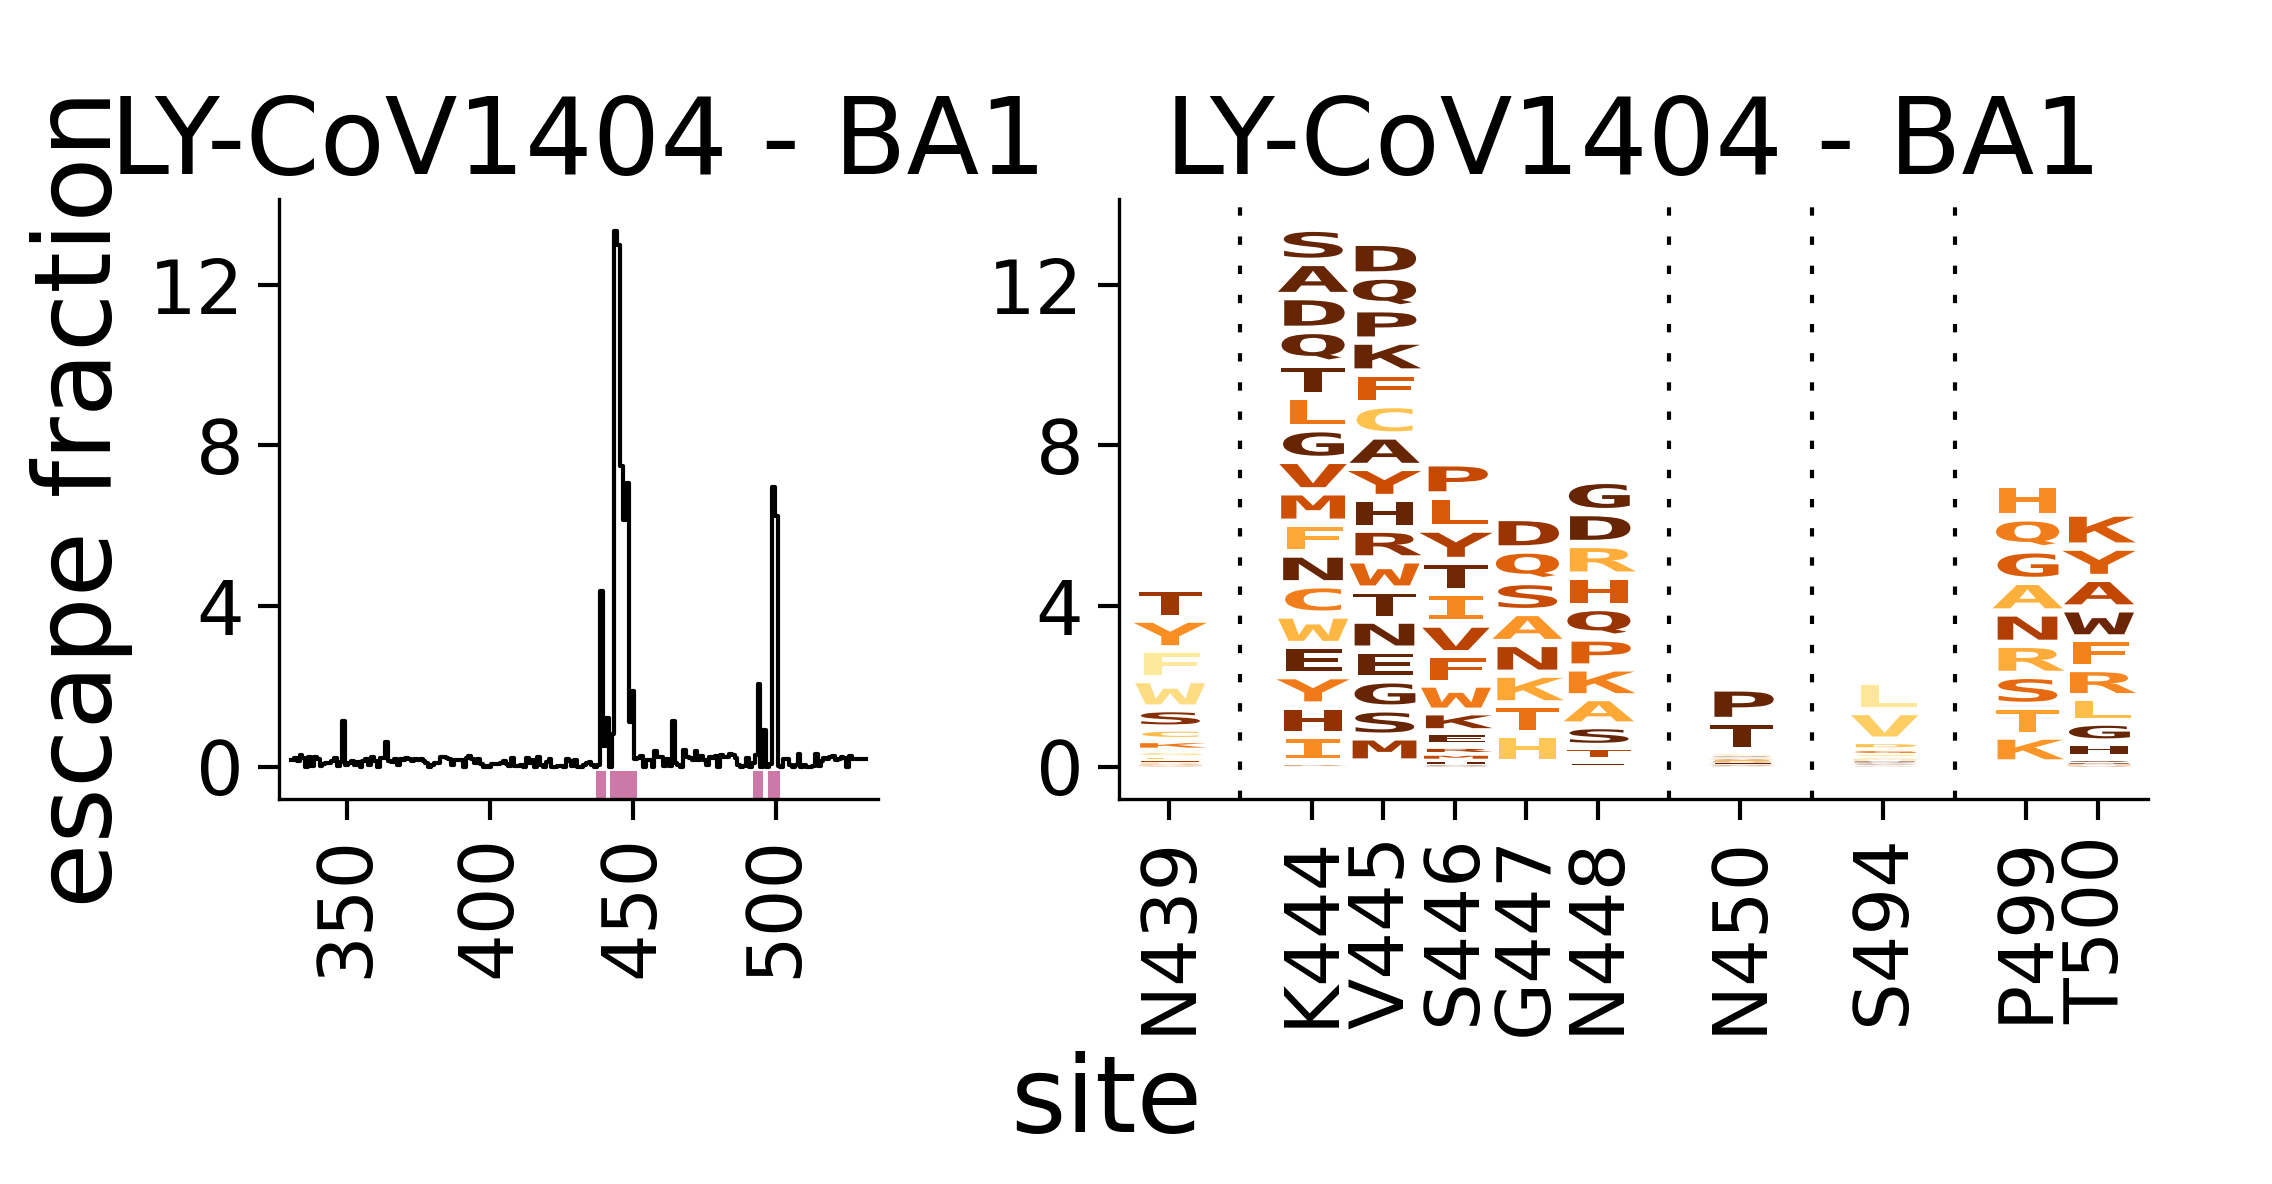 LY-CoV1404 - BA1
LY-CoV1404 - BA1
escape fraction
12
8
4
0
350
400
450
500
12
8
4
0
T
Y
F
W
S
S
A
D
Q
T
L
G
V
M
F
N
C
W
E
Y
H
I
D
Q
P
K
F
C
A
Y
H
R
W
T
N
E
G
S
M
P
L
Y
T
I
V
F
W
K
D
Q
S
A
N
K
T
H
G
D
R
H
Q
P
K
A
S
T
P
T
L
V
H
Q
G
A
N
R
S
T
K
K
Y
A
W
F
R
L
G
H
N439
K444
V445
S446
G447
N448
N450
S494
P499
T500
site